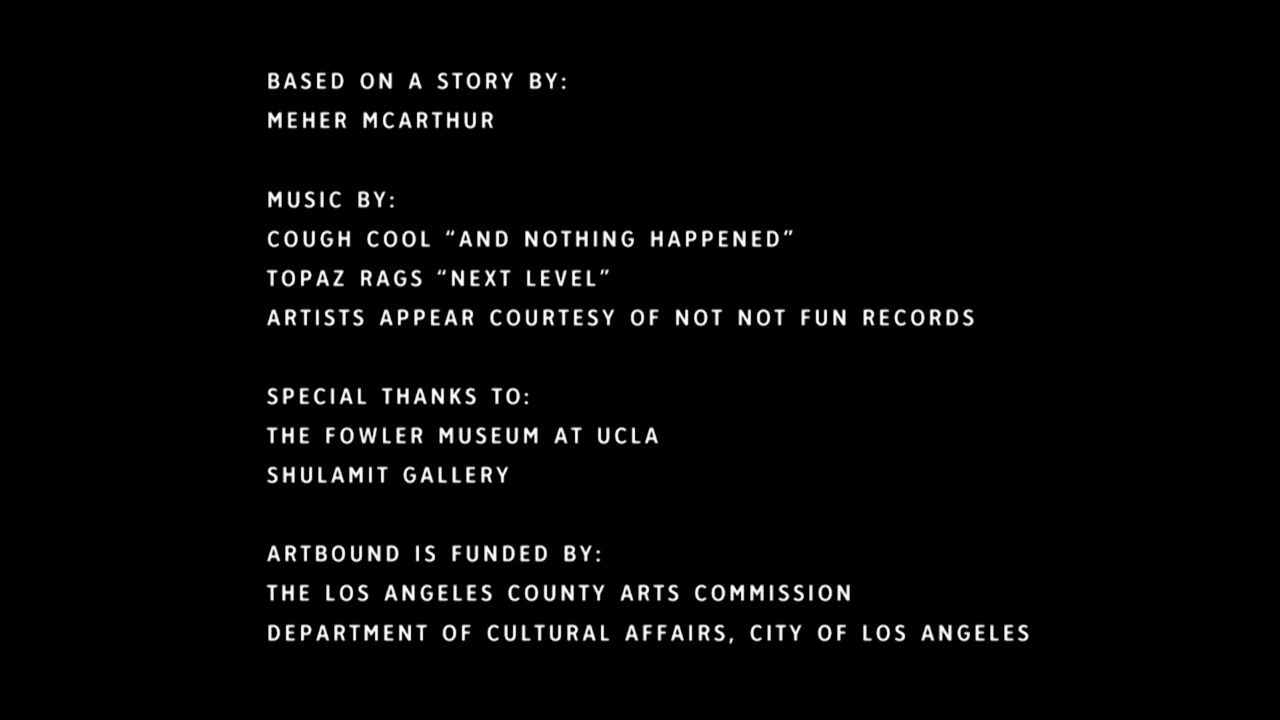 BASED ON A STORY BY:
MEHER MCARTHUR
MUSIC BY:
COUGH COOL “AND NOTHING HAPPENED”
TOPAZ RAGS “NEXT LEVEL”
ARTISTS APPEAR COURTESY OF NOT NOT FUN RECORDS
SPECIAL THANKS TO:
THE FOWLER MUSEUM AT UCLA
SHULAMIT GALLERY
ARTBOUND IS FUNDED BY:
THE LOS ANGELES COUNTY ARTS COMMISSION
DEPARTMENT OF CULTURAL AFFAIRS, CITY OF LOS ANGELES